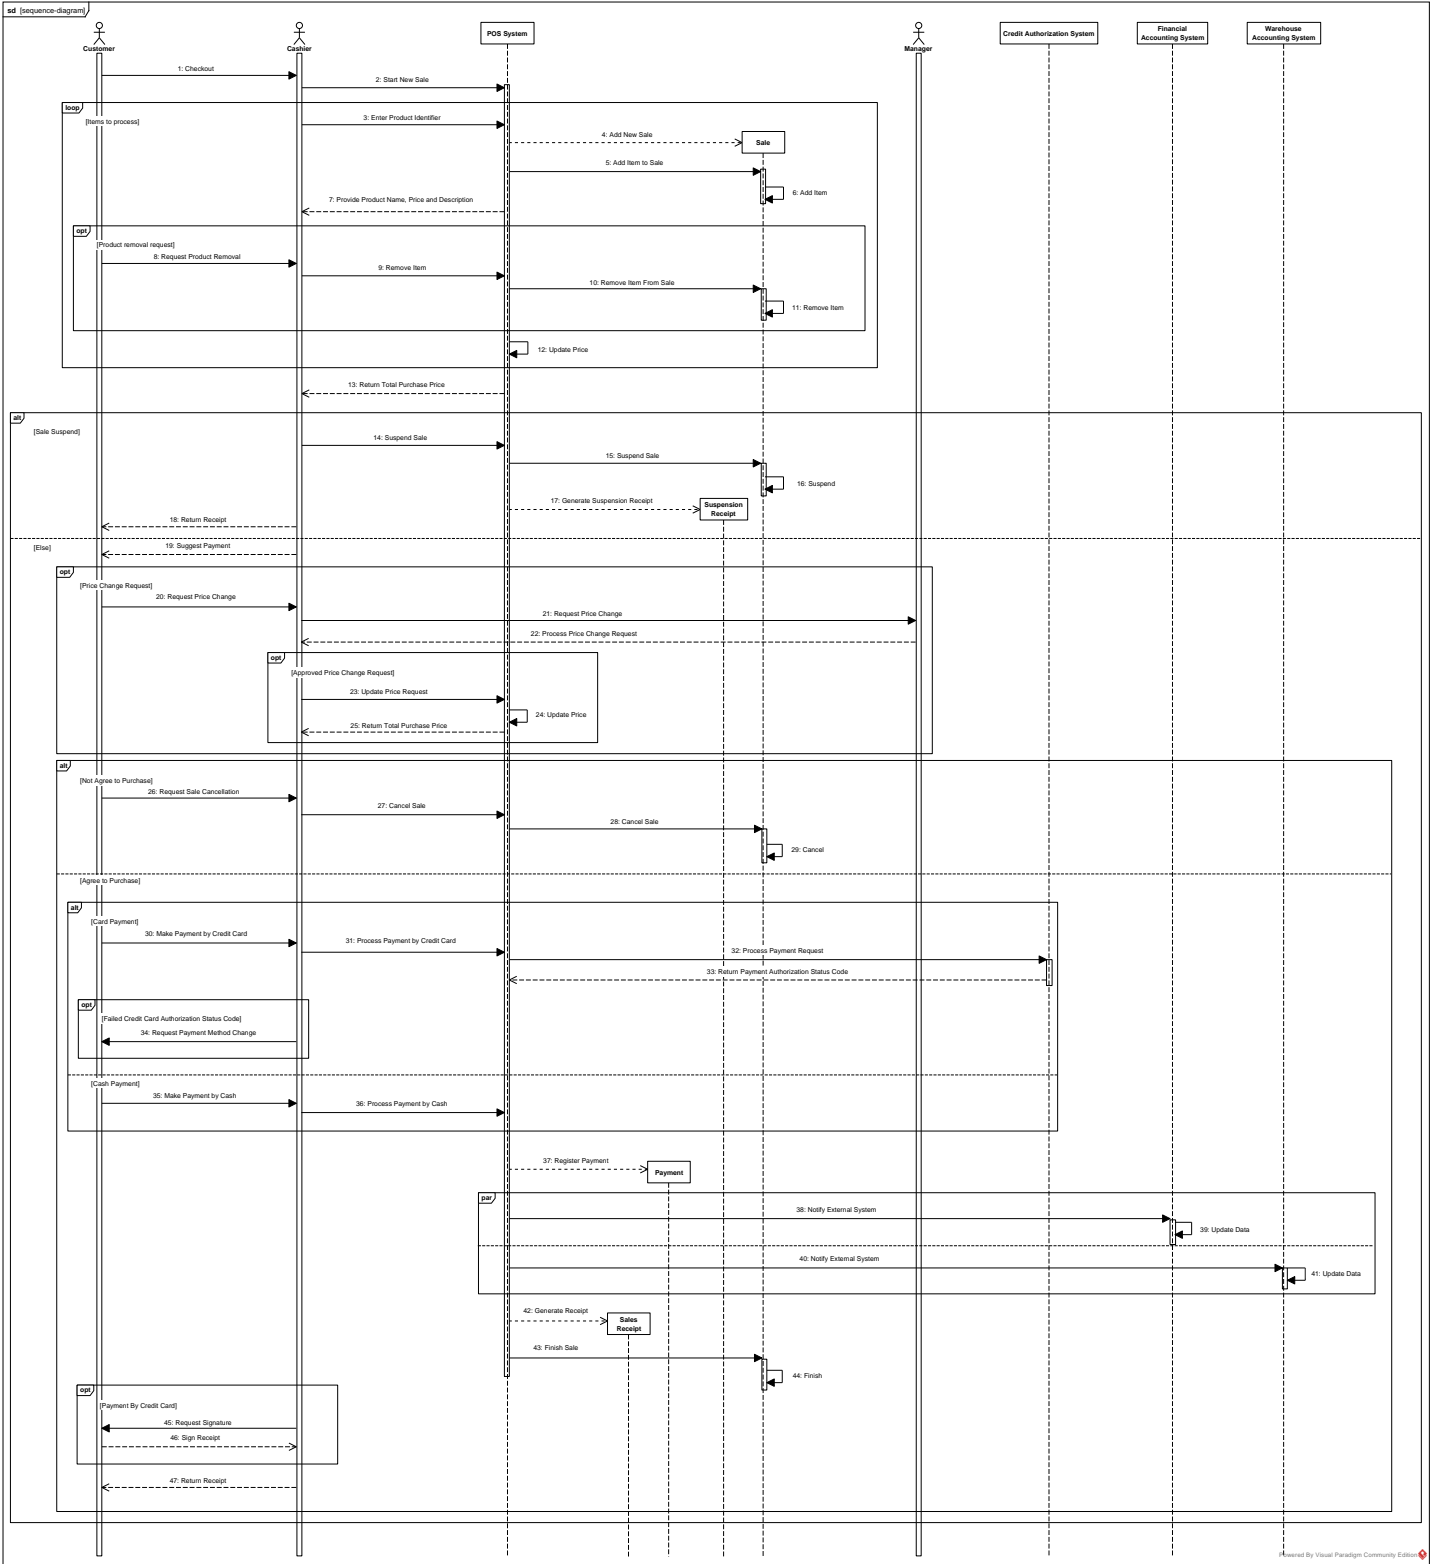 sd [sequence-diagram]
Customer
Cashier
POS System
Manager
Credit Authorization System
Financial
Accounting System
Warehouse
Accounting System
1: Checkout
2: Start New Sale
loop
[Items to process]
3: Enter Product Identifier
4: Add New Sale
Sale
5: Add Item to Sale
6: Add Item
7: Provide Product Name, Price and Description
opt
[Product removal request]
8: Request Product Removal
9: Remove Item
10: Remove Item From Sale
11: Remove Item
12: Update Price
13: Return Total Purchase Price
alt
[Sale Suspend]
14: Suspend Sale
15: Suspend Sale
16: Suspend
17: Generate Suspension Receipt
Suspension
Receipt
18: Return Receipt
[Else]
19: Suggest Payment
opt
[Price Change Request]
20: Request Price Change
21: Request Price Change
22: Process Price Change Request
opt
[Approved Price Change Request]
23: Update Price Request
24: Update Price
25: Return Total Purchase Price
alt
[Not Agree to Purchase]
26: Request Sale Cancellation
27: Cancel Sale
28: Cancel Sale
29: Cancel
[Agree to Purchase]
alt
[Card Payment]
30: Make Payment by Credit Card
31: Process Payment by Credit Card
32: Process Payment Request
33: Return Payment Authorization Status Code
opt
[Failed Credit Card Authorization Status Code]
34: Request Payment Method Change
[Cash Payment]
35: Make Payment by Cash
36: Process Payment by Cash
37: Register Payment
Payment
par
38: Notify External System
39: Update Data
40: Notify External System
41: Update Data
42: Generate Receipt
Sales
Receipt
43: Finish Sale
44: Finish
opt
[Payment By Credit Card]
45: Request Signature
46: Sign Receipt
47: Return Receipt
Powered By Visual Paradigm Community Edition